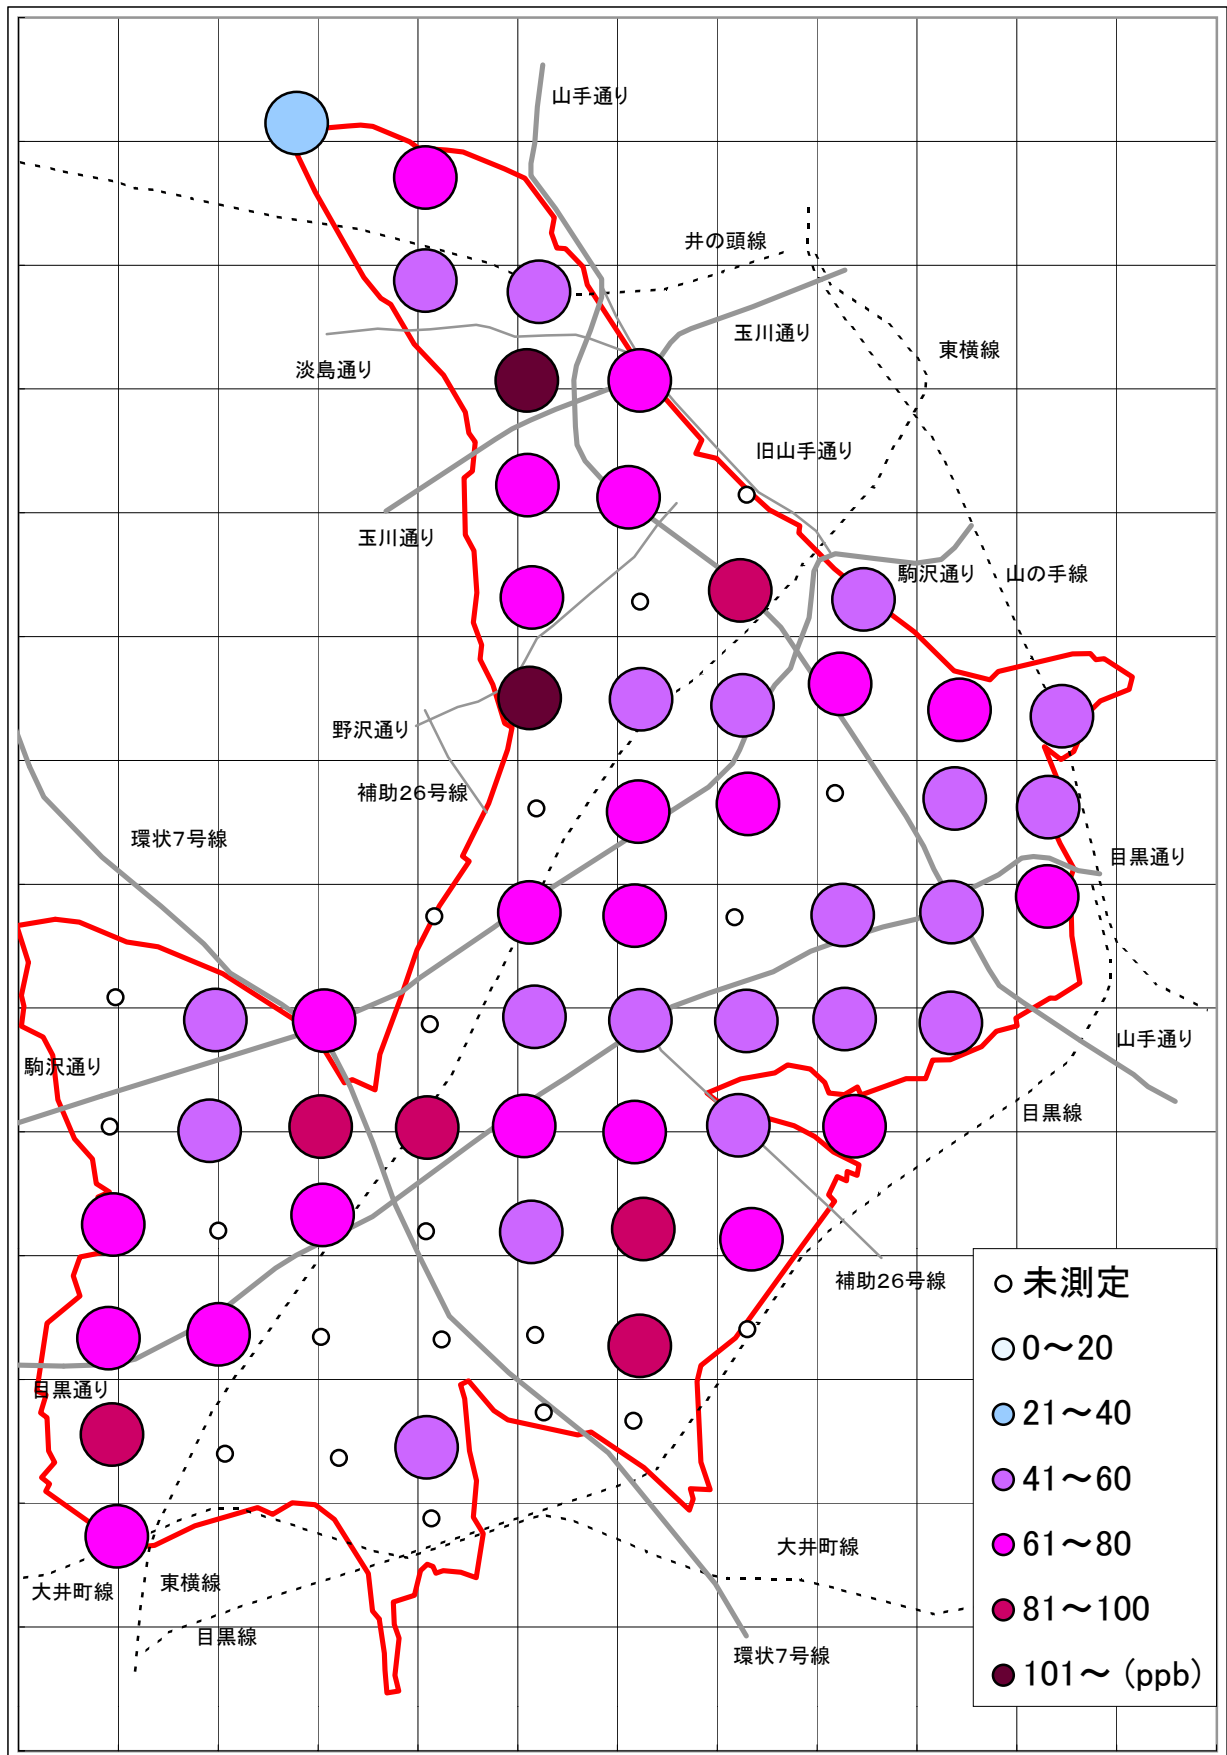 山手通り
井の頭線
玉川通り
東横線
淡島通り
旧山手通り
玉川通り
駒沢通り
山の手線
野沢通り
補助26号線
環状7号線
目黒通り
山手通り
駒沢通り
目黒線
補助26号線
目黒通り
大井町線
東横線
大井町線
目黒線
環状7号線
未測定
0～20
21～40
41～60
61～80
81～100
101～ (ppb)